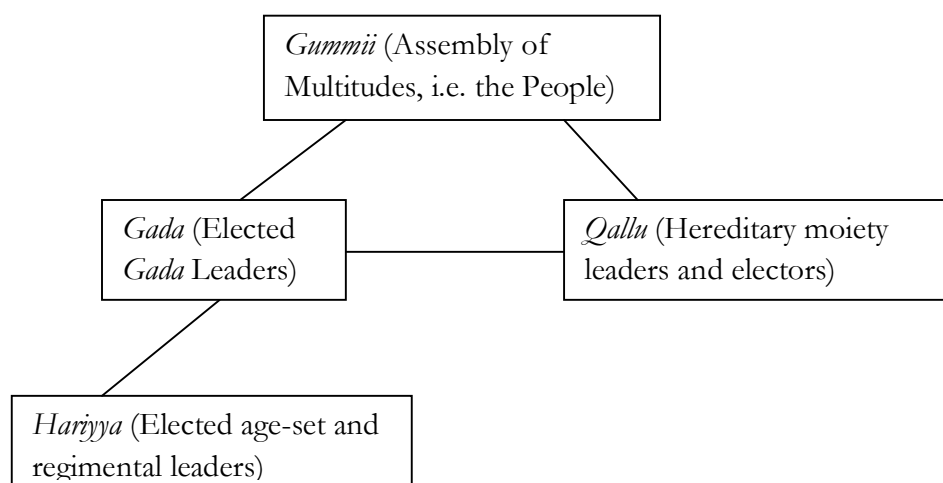 Gummii (Assembly of
Multitudes, i.e. the People)
Gada (Elected
Gada Leaders)
Qallu (Hereditary moiety
leaders and electors)
Hariyya (Elected age-set and
regimental leaders)